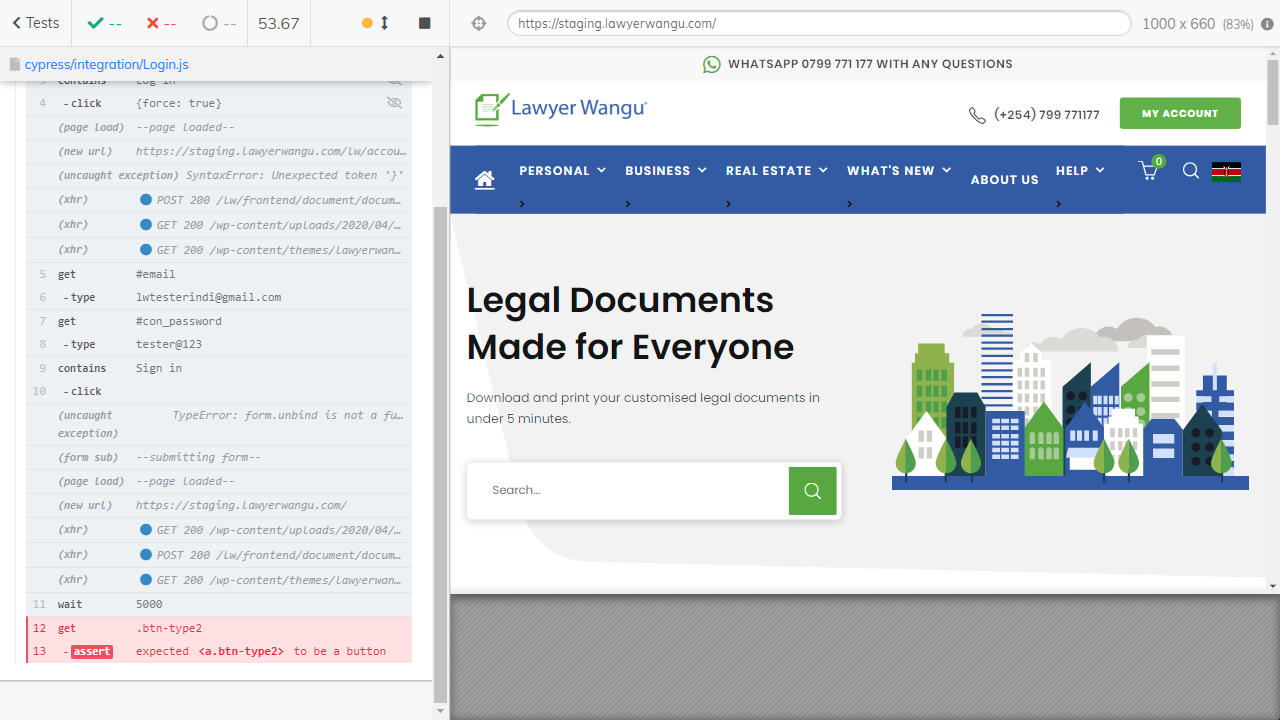 Tests
--
--
--
53.67
https://staging.lawyerwangu.com/
1000 x 660 (83%)
cypress/integration/Login.js
3 contains Log in
4 -click {force: true}
(page load) --page loaded--
(new url) https://staging.lawyerwangu.com/lw/accou…
(uncaught exception) SyntaxError: Unexpected token '}'
(xhr) POST 200 /lw/frontend/document/docum…
(xhr) GET 200 /wp-content/uploads/2020/04/…
(xhr) GET 200 /wp-content/themes/lawyerwan…
5 get #email
6 -type lwtesterindi@gmail.com
7 get #con_password
8 -type tester@123
9 contains Sign in
10 -click
(uncaught exception) TypeError: form.unbind is not a fu…
(form sub) --submitting form--
(page load) --page loaded--
(new url) https://staging.lawyerwangu.com/
(xhr) GET 200 /wp-content/uploads/2020/04/…
(xhr) POST 200 /lw/frontend/document/docum…
(xhr) GET 200 /wp-content/themes/lawyerwan…
11 wait 5000
12 get .btn-type2
13 -assert expected <a.btn-type2> to be a button
WHATSAPP 0799 771 177 WITH ANY QUESTIONS
Lawyer Wangu
(+254) 799 771177
MY ACCOUNT
PERSONAL
BUSINESS
REAL ESTATE
WHAT'S NEW
ABOUT US
HELP
0
Legal Documents
Made for Everyone
Download and print your customised legal documents in
under 5 minutes.
Search...